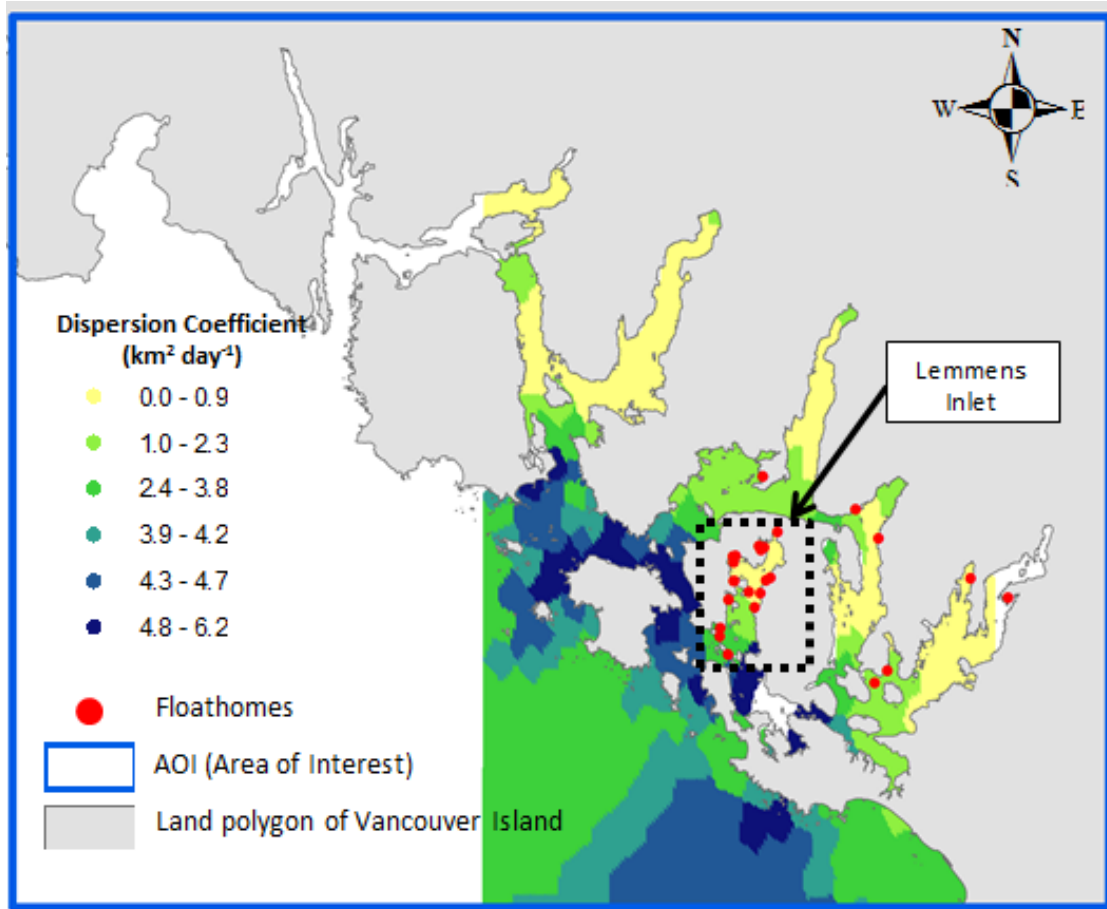 N
W
E
S
Dispersion Coefficient
(km² day⁻¹)
0.0 - 0.9
1.0 - 2.3
2.4 - 3.8
3.9 - 4.2
4.3 - 4.7
4.8 - 6.2
Lemmens
Inlet
Floathomes
AOI (Area of Interest)
Land polygon of Vancouver Island